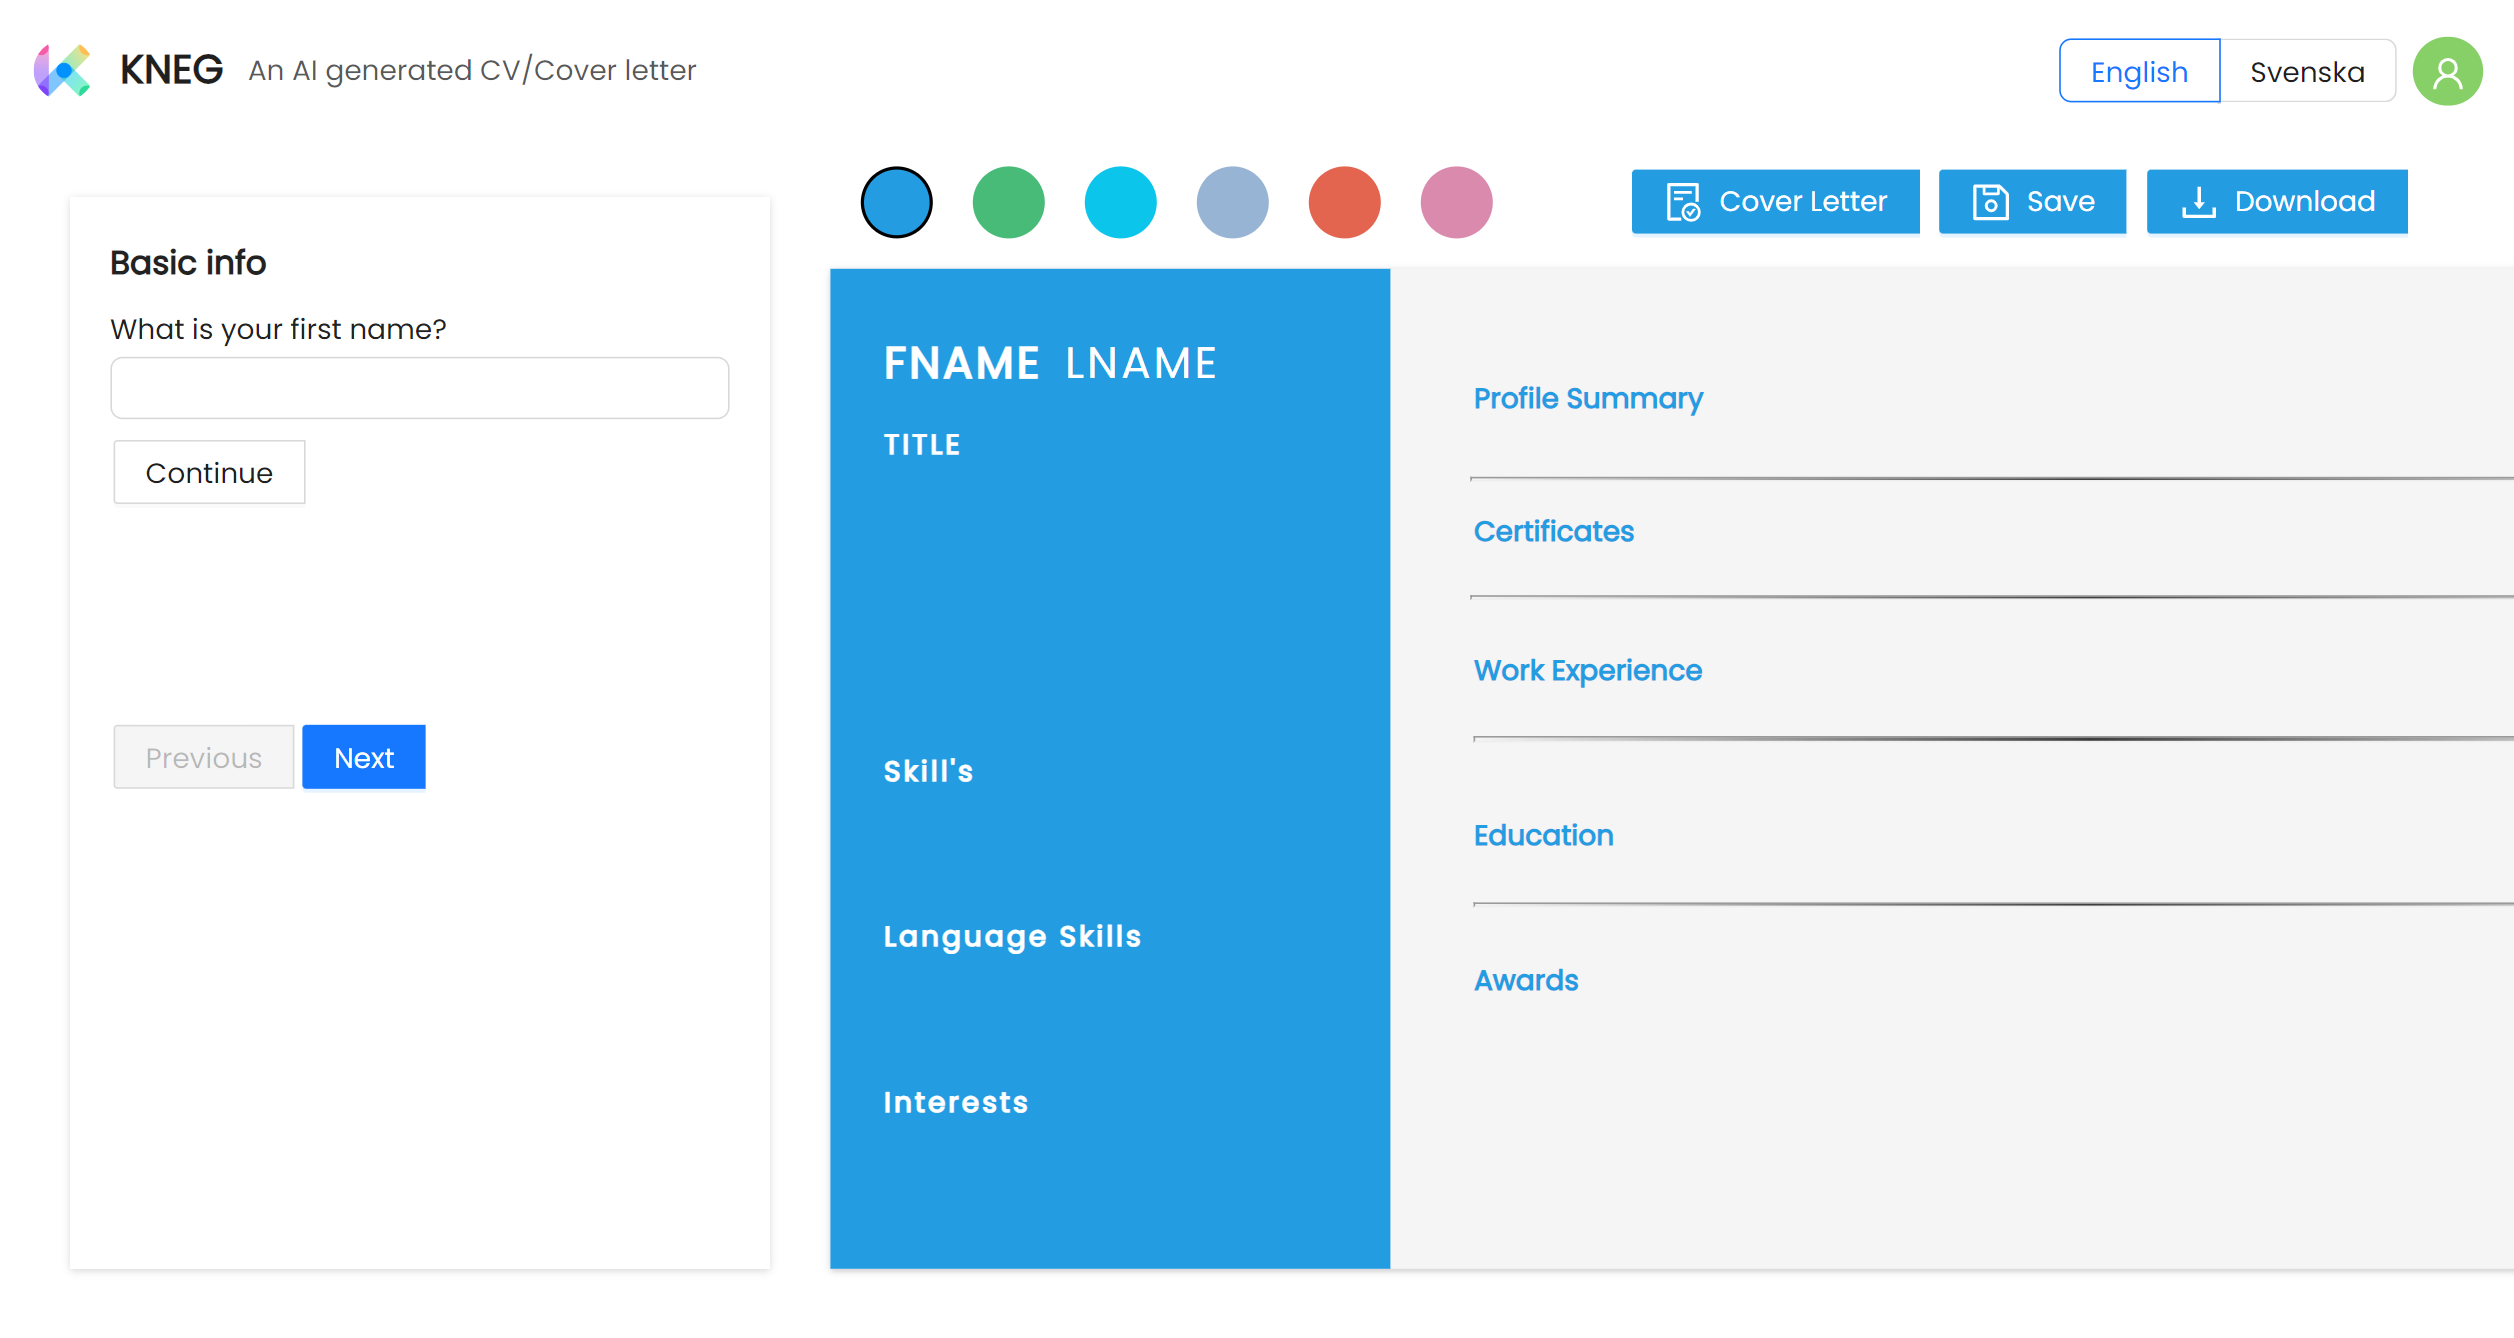 KNEG An AI generated CV/Cover letter
English Svenska
Cover Letter Save Download
Basic info
What is your first name?
Continue
Previous Next
FNAME LNAME
TITLE
Skill's
Language Skills
Interests
Profile Summary
Certificates
Work Experience
Education
Awards